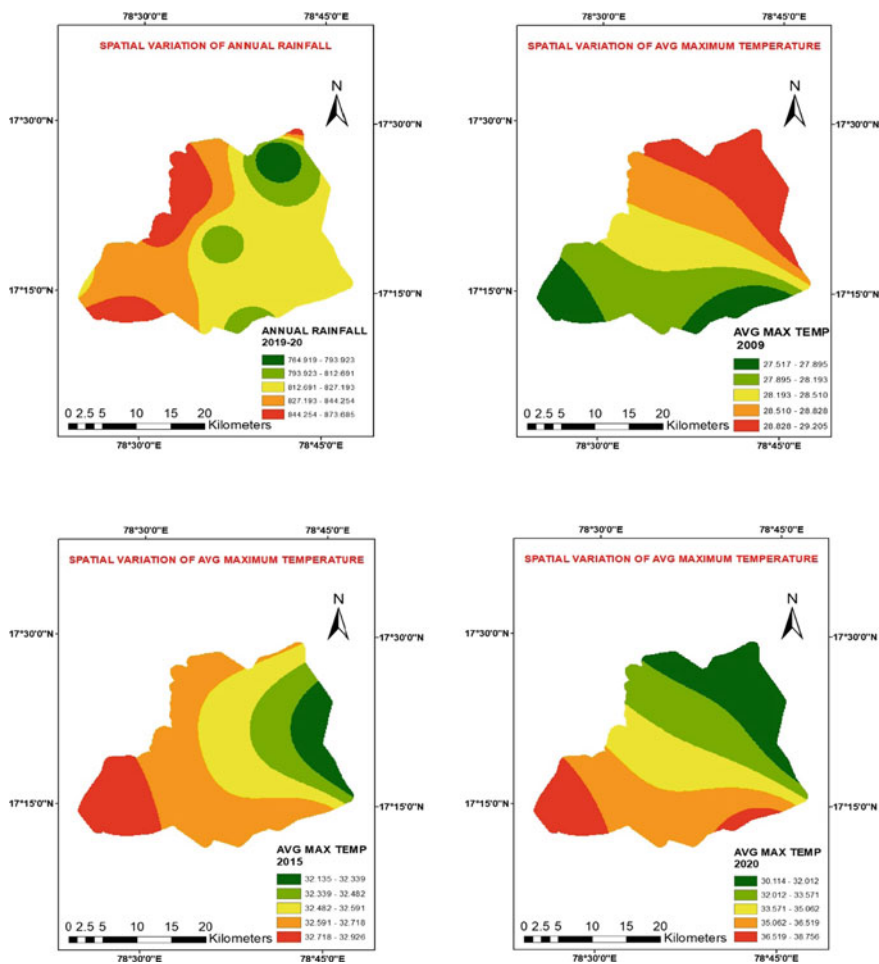 78°30'0"E 78°45'0"E
SPATIAL VARIATION OF ANNUAL RAINFALL
N
17°30'0"N 17°30'0"N
17°15'0"N 17°15'0"N
ANNUAL RAINFALL
2019-20
764.919 - 793.923
793.923 - 812.691
812.691 - 827.193
827.193 - 844.254
844.254 - 873.685
0 2.5 5 10 15 20
Kilometers
78°30'0"E 78°45'0"E
78°30'0"E 78°45'0"E
SPATIAL VARIATION OF AVG MAXIMUM TEMPERATURE
N
17°30'0"N 17°30'0"N
17°15'0"N 17°15'0"N
AVG MAX TEMP
2009
27.517 - 27.895
27.895 - 28.193
28.193 - 28.510
28.510 - 28.828
28.828 - 29.205
0 2.5 5 10 15 20
Kilometers
78°30'0"E 78°45'0"E
78°30'0"E 78°45'0"E
SPATIAL VARIATION OF AVG MAXIMUM TEMPERATURE
N
17°30'0"N 17°30'0"N
17°15'0"N 17°15'0"N
AVG MAX TEMP
2015
32.135 - 32.339
32.339 - 32.482
32.482 - 32.591
32.591 - 32.718
32.718 - 32.926
0 2.5 5 10 15 20
Kilometers
78°30'0"E 78°45'0"E
78°30'0"E 78°45'0"E
SPATIAL VARIATION OF AVG MAXIMUM TEMPERATURE
N
17°30'0"N 17°30'0"N
17°15'0"N 17°15'0"N
AVG MAX TEMP
2020
30.114 - 32.012
32.012 - 33.571
33.571 - 35.062
35.062 - 36.519
36.519 - 38.756
0 2.5 5 10 15 20
Kilometers
78°30'0"E 78°45'0"E